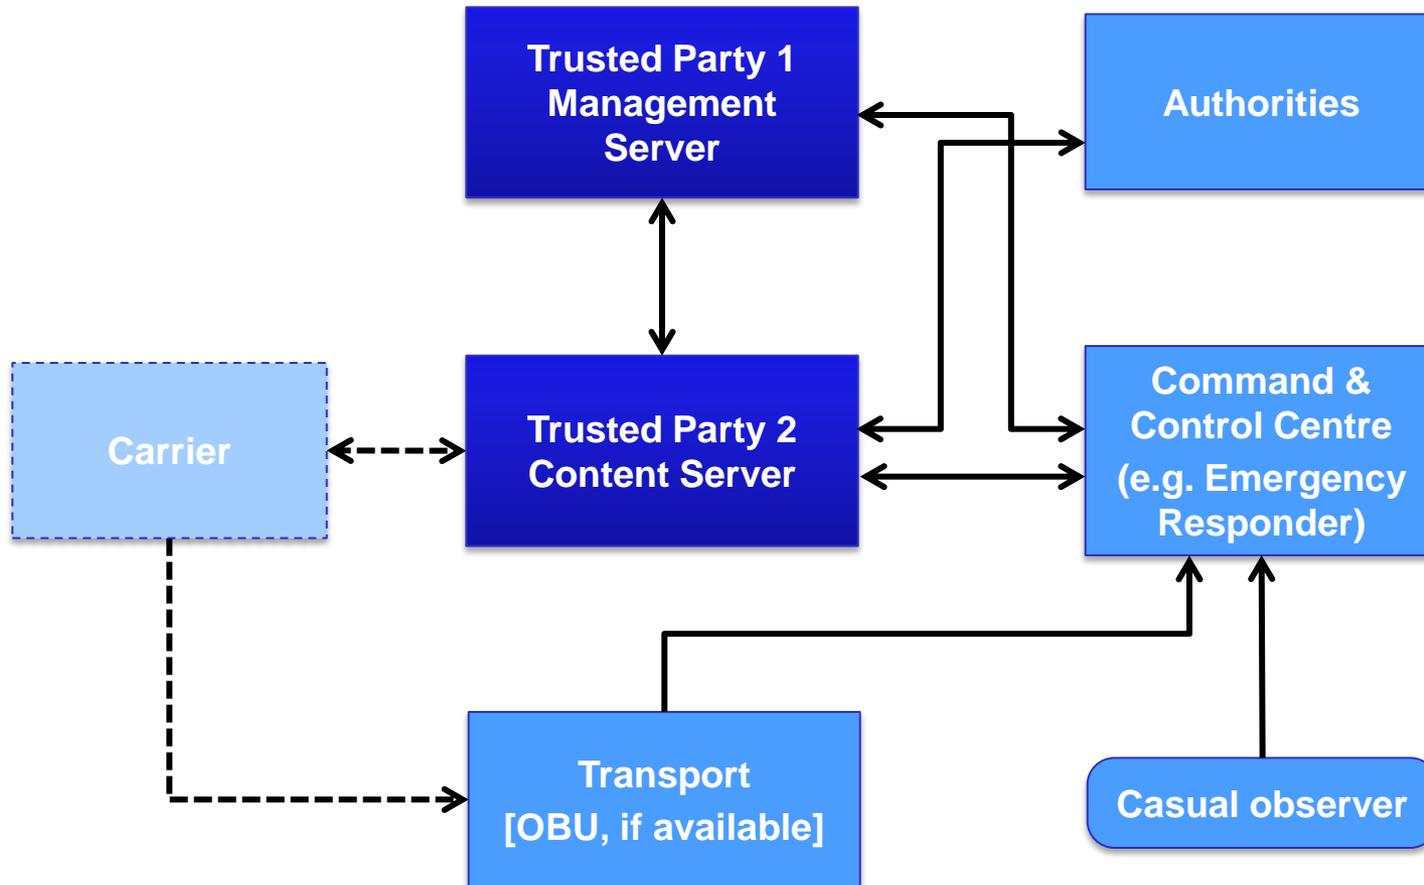 Trusted Party 1
Management
Server
Authorities
Carrier
Trusted Party 2
Content Server
Command &
Control Centre
(e.g. Emergency
Responder)
Transport
[OBU, if available]
Casual observer